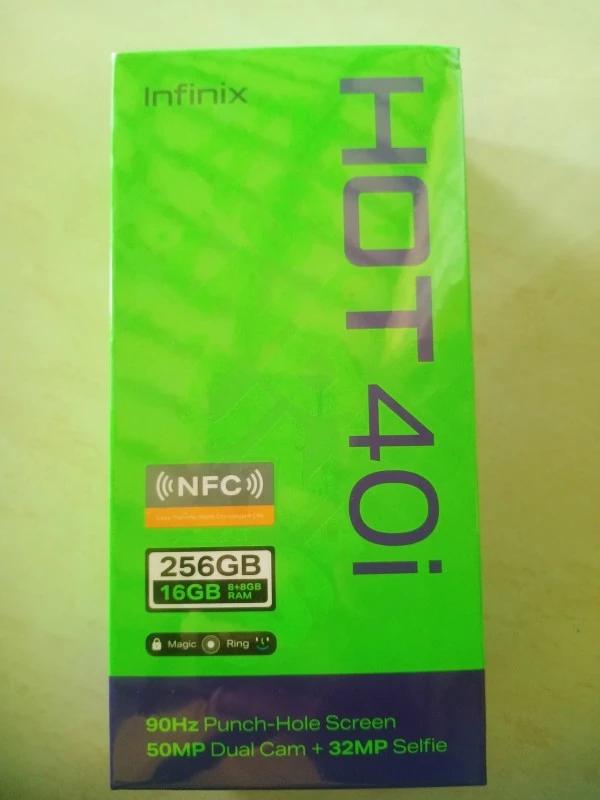 Infinix
HOT 40i
NFC
256GB
16GB 8+8GB RAM
Magic Ring
90Hz Punch-Hole Screen
50MP Dual Cam + 32MP Selfie